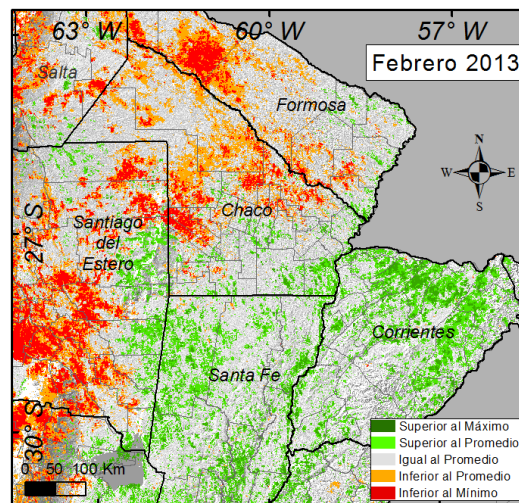 63° W 60° W 57° W
Febrero 2013
Salta
Formosa
N
W E
S
Chaco
27° S
Santiago
del
Estero
Corrientes
Santa Fe
30° S
0 50 100 Km
Superior al Máximo
Superior al Promedio
Igual al Promedio
Inferior al Promedio
Inferior al Mínimo